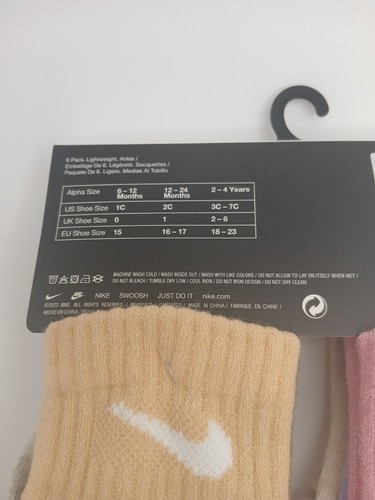 6 Pack. Lightweight. Ankle /
Emballage De 6. Légèreté. Socquettes /
Paquete De 6. Ligero. Medias Al Tobillo
Alpha Size 6 – 12 Months 12 – 24 Months 2 – 4 Years
US Shoe Size 1C 2C 3C – 7C
UK Shoe Size 0 1 2 – 6
EU Shoe Size 15 16 – 17 18 – 23
MACHINE WASH COLD / WASH INSIDE OUT / WASH WITH LIKE COLORS / DO NOT ALLOW TO LAY ON ITSELF WHEN WET /
DO NOT BLEACH / TUMBLE DRY LOW / COOL IRON / DO NOT IRON DESIGN / DO NOT DRY CLEAN.
NIKE SWOOSH JUST DO IT nike.com
©2023 NIKE. ALL RIGHTS RESERVED. / MADE IN CHINA / FABRIQUÉ EN CHINE /
HECHO EN CHINA /